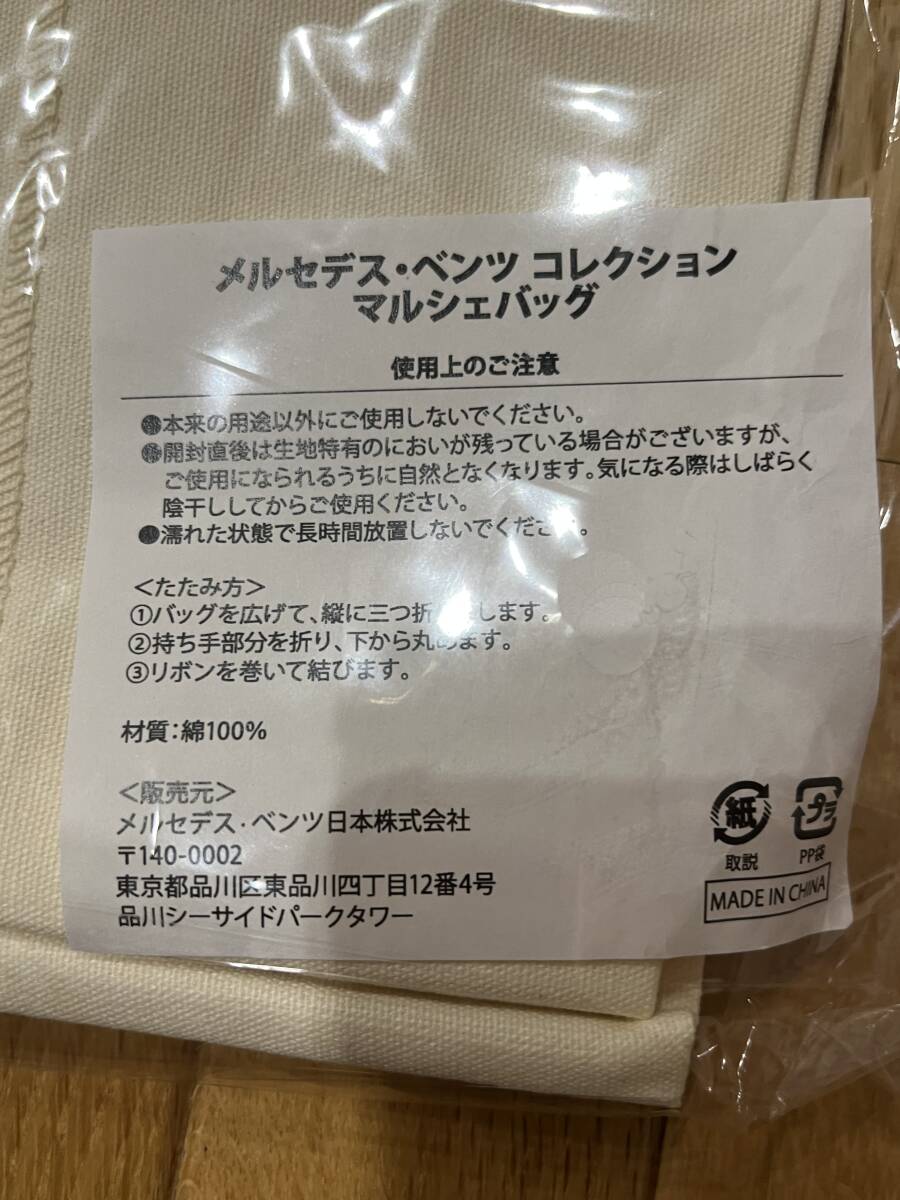 メルセデス・ベンツ コレクション
マルシェバッグ
使用上のご注意
●本来の用途以外にご使用しないでください。
●開封直後は生地特有のにおいが残っている場合がございますが、
ご使用になられるうちに自然となくなります。気になる際はしばらく
陰干ししてからご使用ください。
●濡れた状態で長時間放置しないでくださ。
＜たたみ方＞
①バッグを広げて、縦に三つ折します。
②持ち手部分を折り、下から丸めます。
③リボンを巻いて結びます。
材質：綿100%
＜販売元＞
メルセデス・ベンツ日本株式会社
〒140-0002
東京都品川区東品川四丁目12番4号
品川シーサイドパークタワー
紙
取説
プラ
PP袋
MADE IN CHINA